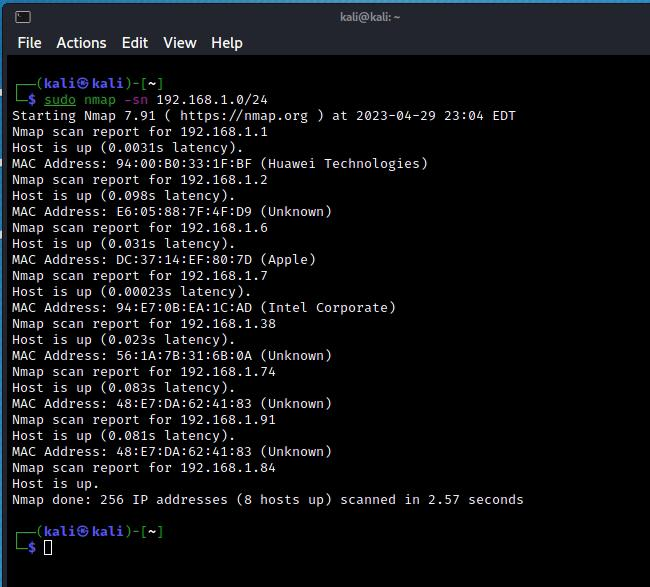 kali@kali: ~
File Actions Edit View Help
┌──(kali㉿kali)-[~]
└─$ sudo nmap -sn 192.168.1.0/24
Starting Nmap 7.91 ( https://nmap.org ) at 2023-04-29 23:04 EDT
Nmap scan report for 192.168.1.1
Host is up (0.0031s latency).
MAC Address: 94:00:B0:33:1F:BF (Huawei Technologies)
Nmap scan report for 192.168.1.2
Host is up (0.098s latency).
MAC Address: E6:05:88:7F:4F:D9 (Unknown)
Nmap scan report for 192.168.1.6
Host is up (0.031s latency).
MAC Address: DC:37:14:EF:80:7D (Apple)
Nmap scan report for 192.168.1.7
Host is up (0.00023s latency).
MAC Address: 94:E7:0B:EA:1C:AD (Intel Corporate)
Nmap scan report for 192.168.1.38
Host is up (0.023s latency).
MAC Address: 56:1A:7B:31:6B:0A (Unknown)
Nmap scan report for 192.168.1.74
Host is up (0.083s latency).
MAC Address: 48:E7:DA:62:41:83 (Unknown)
Nmap scan report for 192.168.1.91
Host is up (0.081s latency).
MAC Address: 48:E7:DA:62:41:83 (Unknown)
Nmap scan report for 192.168.1.84
Host is up.
Nmap done: 256 IP addresses (8 hosts up) scanned in 2.57 seconds
┌──(kali㉿kali)-[~]
└─$